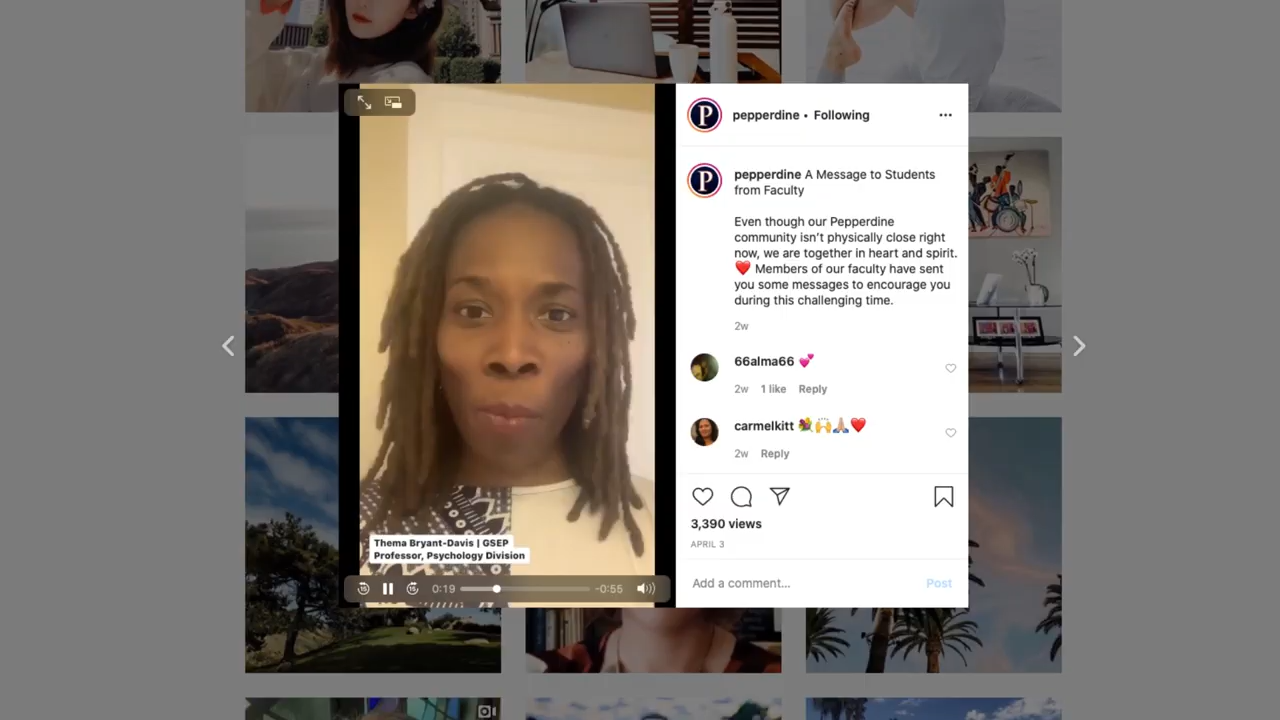 P pepperdine • Following
P pepperdine A Message to Students
from Faculty
Even though our Pepperdine
community isn’t physically close right
now, we are together in heart and spirit.
❤️ Members of our faculty have sent
you some messages to encourage you
during this challenging time.
2w
66alma66 💕
2w 1 like Reply
carmelkitt 💐🙌🙏🏼❤️
2w Reply
3,390 views
APRIL 3
Add a comment... Post
Thema Bryant-Davis | GSEP
Professor, Psychology Division
15 15 0:19 -0:55